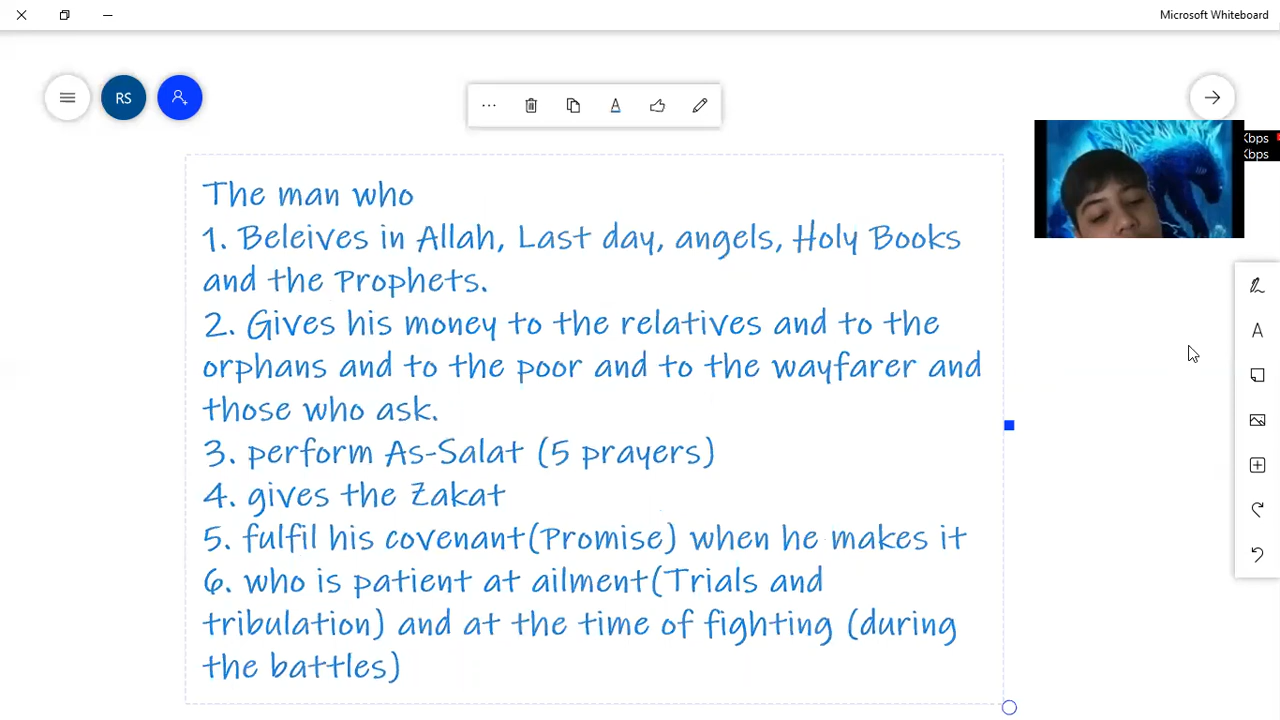 Microsoft Whiteboard
RS
Kbps
Kbps
The man who
1. Beleives in Allah, Last day, angels, Holy Books
and the Prophets.
2. Gives his money to the relatives and to the
orphans and to the poor and to the wayfarer and
those who ask.
3. perform As-Salat (5 prayers)
4. gives the Zakat
5. fulfil his covenant(Promise) when he makes it
6. who is patient at ailment(Trials and
tribulation) and at the time of fighting (during
the battles)